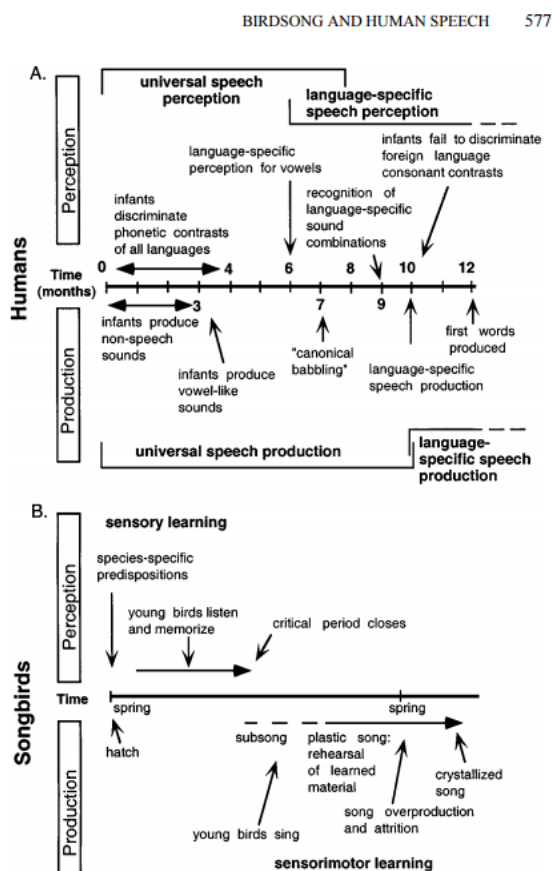 BIRDSONG AND HUMAN SPEECH 577
A.
Humans
Perception
universal speech
perception
language-specific
speech perception
language-specific
perception for vowels
infants fail to discriminate
foreign language
consonant contrasts
infants
discriminate
phonetic contrasts
of all languages
recognition of
language-specific
sound
combinations
Time
(months)
0 4 6 8 10 12
3 7 9
Production
infants produce
non-speech
sounds
infants produce
vowel-like
sounds
"canonical
babbling"
language-specific
speech production
first words
produced
universal speech production
language-
specific speech
production
B.
Songbirds
Perception
sensory learning
species-specific
predispositions
young birds listen
and memorize
critical period closes
Time
spring
spring
Production
hatch
subsong
plastic song:
rehearsal
of learned
material
crystallized
song
song overproduction
and attrition
young birds sing
sensorimotor learning